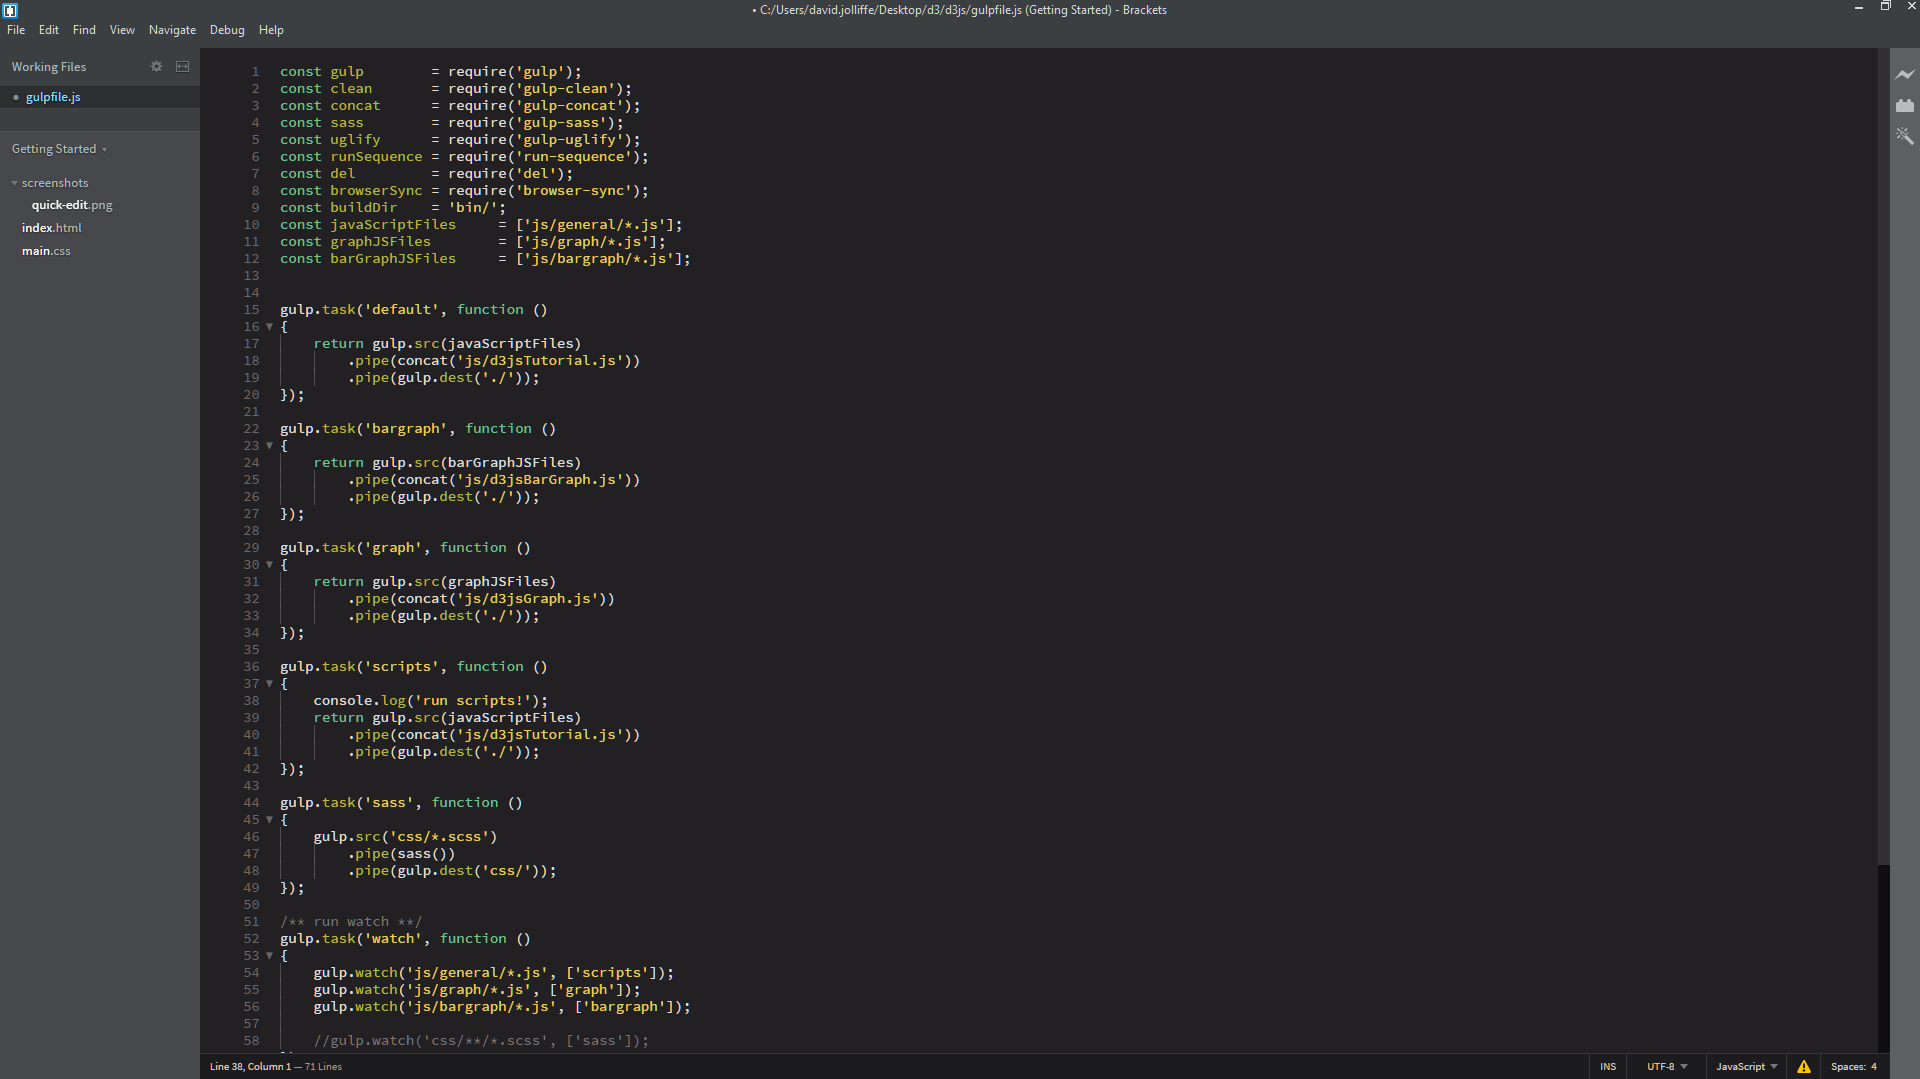 • C:/Users/david.jolliffe/Desktop/d3/d3js/gulpfile.js (Getting Started) - Brackets
File Edit Find View Navigate Debug Help
Working Files
• gulpfile.js
Getting Started
screenshots
quick-edit.png
index.html
main.css
1 const gulp        = require('gulp');
2 const clean       = require('gulp-clean');
3 const concat      = require('gulp-concat');
4 const sass        = require('gulp-sass');
5 const uglify      = require('gulp-uglify');
6 const runSequence = require('run-sequence');
7 const del         = require('del');
8 const browserSync = require('browser-sync');
9 const buildDir    = 'bin/';
10 const javaScriptFiles     = ['js/general/*.js'];
11 const graphJSFiles        = ['js/graph/*.js'];
12 const barGraphJSFiles     = ['js/bargraph/*.js'];
13
14
15 gulp.task('default', function ()
16 {
17     return gulp.src(javaScriptFiles)
18         .pipe(concat('js/d3jsTutorial.js'))
19         .pipe(gulp.dest('./'));
20 });
21
22 gulp.task('bargraph', function ()
23 {
24     return gulp.src(barGraphJSFiles)
25         .pipe(concat('js/d3jsBarGraph.js'))
26         .pipe(gulp.dest('./'));
27 });
28
29 gulp.task('graph', function ()
30 {
31     return gulp.src(graphJSFiles)
32         .pipe(concat('js/d3jsGraph.js'))
33         .pipe(gulp.dest('./'));
34 });
35
36 gulp.task('scripts', function ()
37 {
38     console.log('run scripts!');
39     return gulp.src(javaScriptFiles)
40         .pipe(concat('js/d3jsTutorial.js'))
41         .pipe(gulp.dest('./'));
42 });
43
44 gulp.task('sass', function ()
45 {
46     gulp.src('css/*.scss')
47         .pipe(sass())
48         .pipe(gulp.dest('css/'));
49 });
50
51 /** run watch **/
52 gulp.task('watch', function ()
53 {
54     gulp.watch('js/general/*.js', ['scripts']);
55     gulp.watch('js/graph/*.js', ['graph']);
56     gulp.watch('js/bargraph/*.js', ['bargraph']);
57
58     //gulp.watch('css/**/*.scss', ['sass']);
Line 38, Column 1 — 71 Lines INS UTF-8 JavaScript Spaces: 4